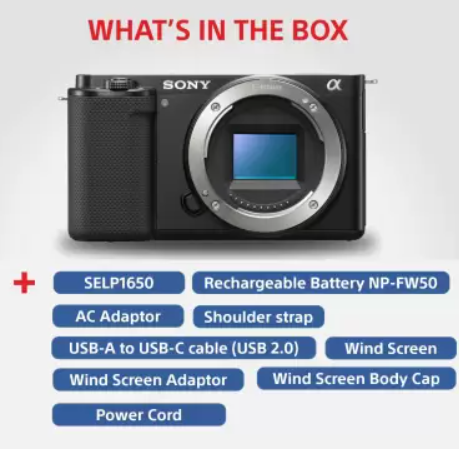 WHAT'S IN THE BOX
SONY
α
+ SELP1650 Rechargeable Battery NP-FW50
AC Adaptor Shoulder strap
USB-A to USB-C cable (USB 2.0) Wind Screen
Wind Screen Adaptor Wind Screen Body Cap
Power Cord